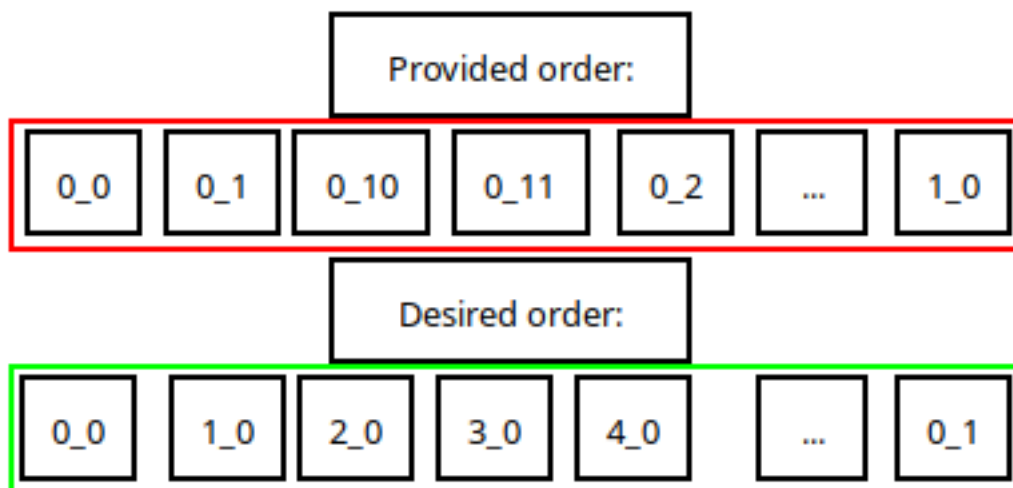 Provided order:
0_0 0_1 0_10 0_11 0_2 ... 1_0
Desired order:
0_0 1_0 2_0 3_0 4_0 ... 0_1